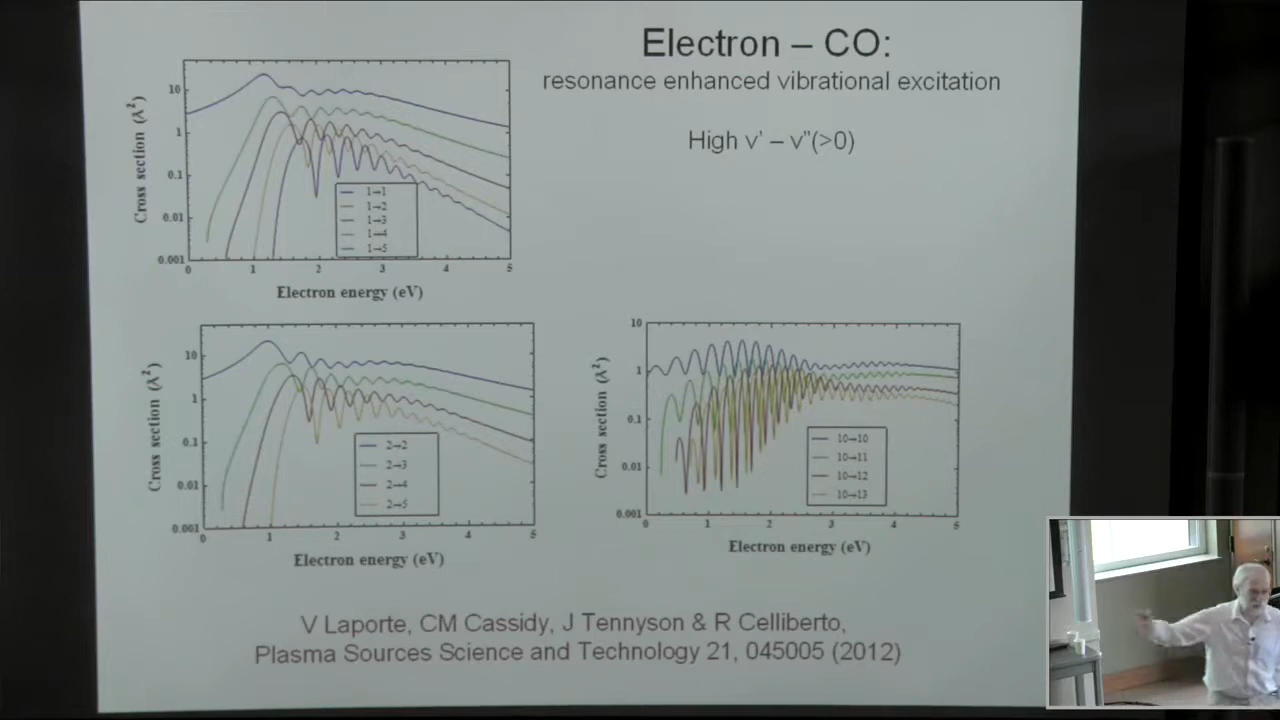 Electron – CO:
resonance enhanced vibrational excitation
High v' – v"(>0)
Cross section (λ²)
10
1
0.1
0.01
0.001
0 1 2 3 4 5
Electron energy (eV)
1→1
1→2
1→3
1→4
1→5
Cross section (λ²)
10
1
0.1
0.01
0.001
0 1 2 3 4 5
Electron energy (eV)
2→2
2→3
2→4
2→5
Cross section (λ²)
10
1
0.1
0.01
0.001
0 1 2 3 4 5
Electron energy (eV)
10→10
10→11
10→12
10→13
V Laporte, CM Cassidy, J Tennyson & R Celliberto,
Plasma Sources Science and Technology 21, 045005 (2012)